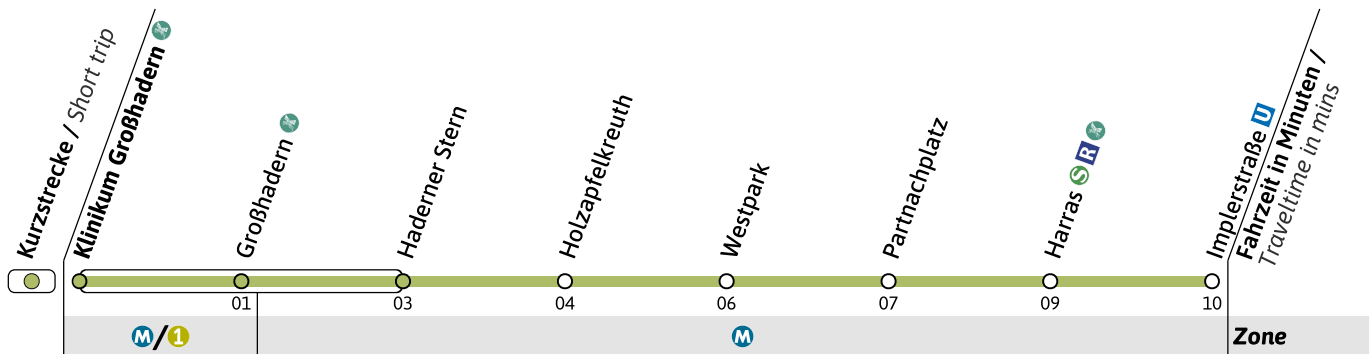 Kurzstrecke / Short trip
Klinikum Großhadern
Großhadern
Haderner Stern
Holzapfelkreuth
Westpark
Partnachplatz
Harras S R
Implerstraße U
Fahrzeit in Minuten /
Traveltime in mins
01 03 04 06 07 09 10
M/1 M Zone